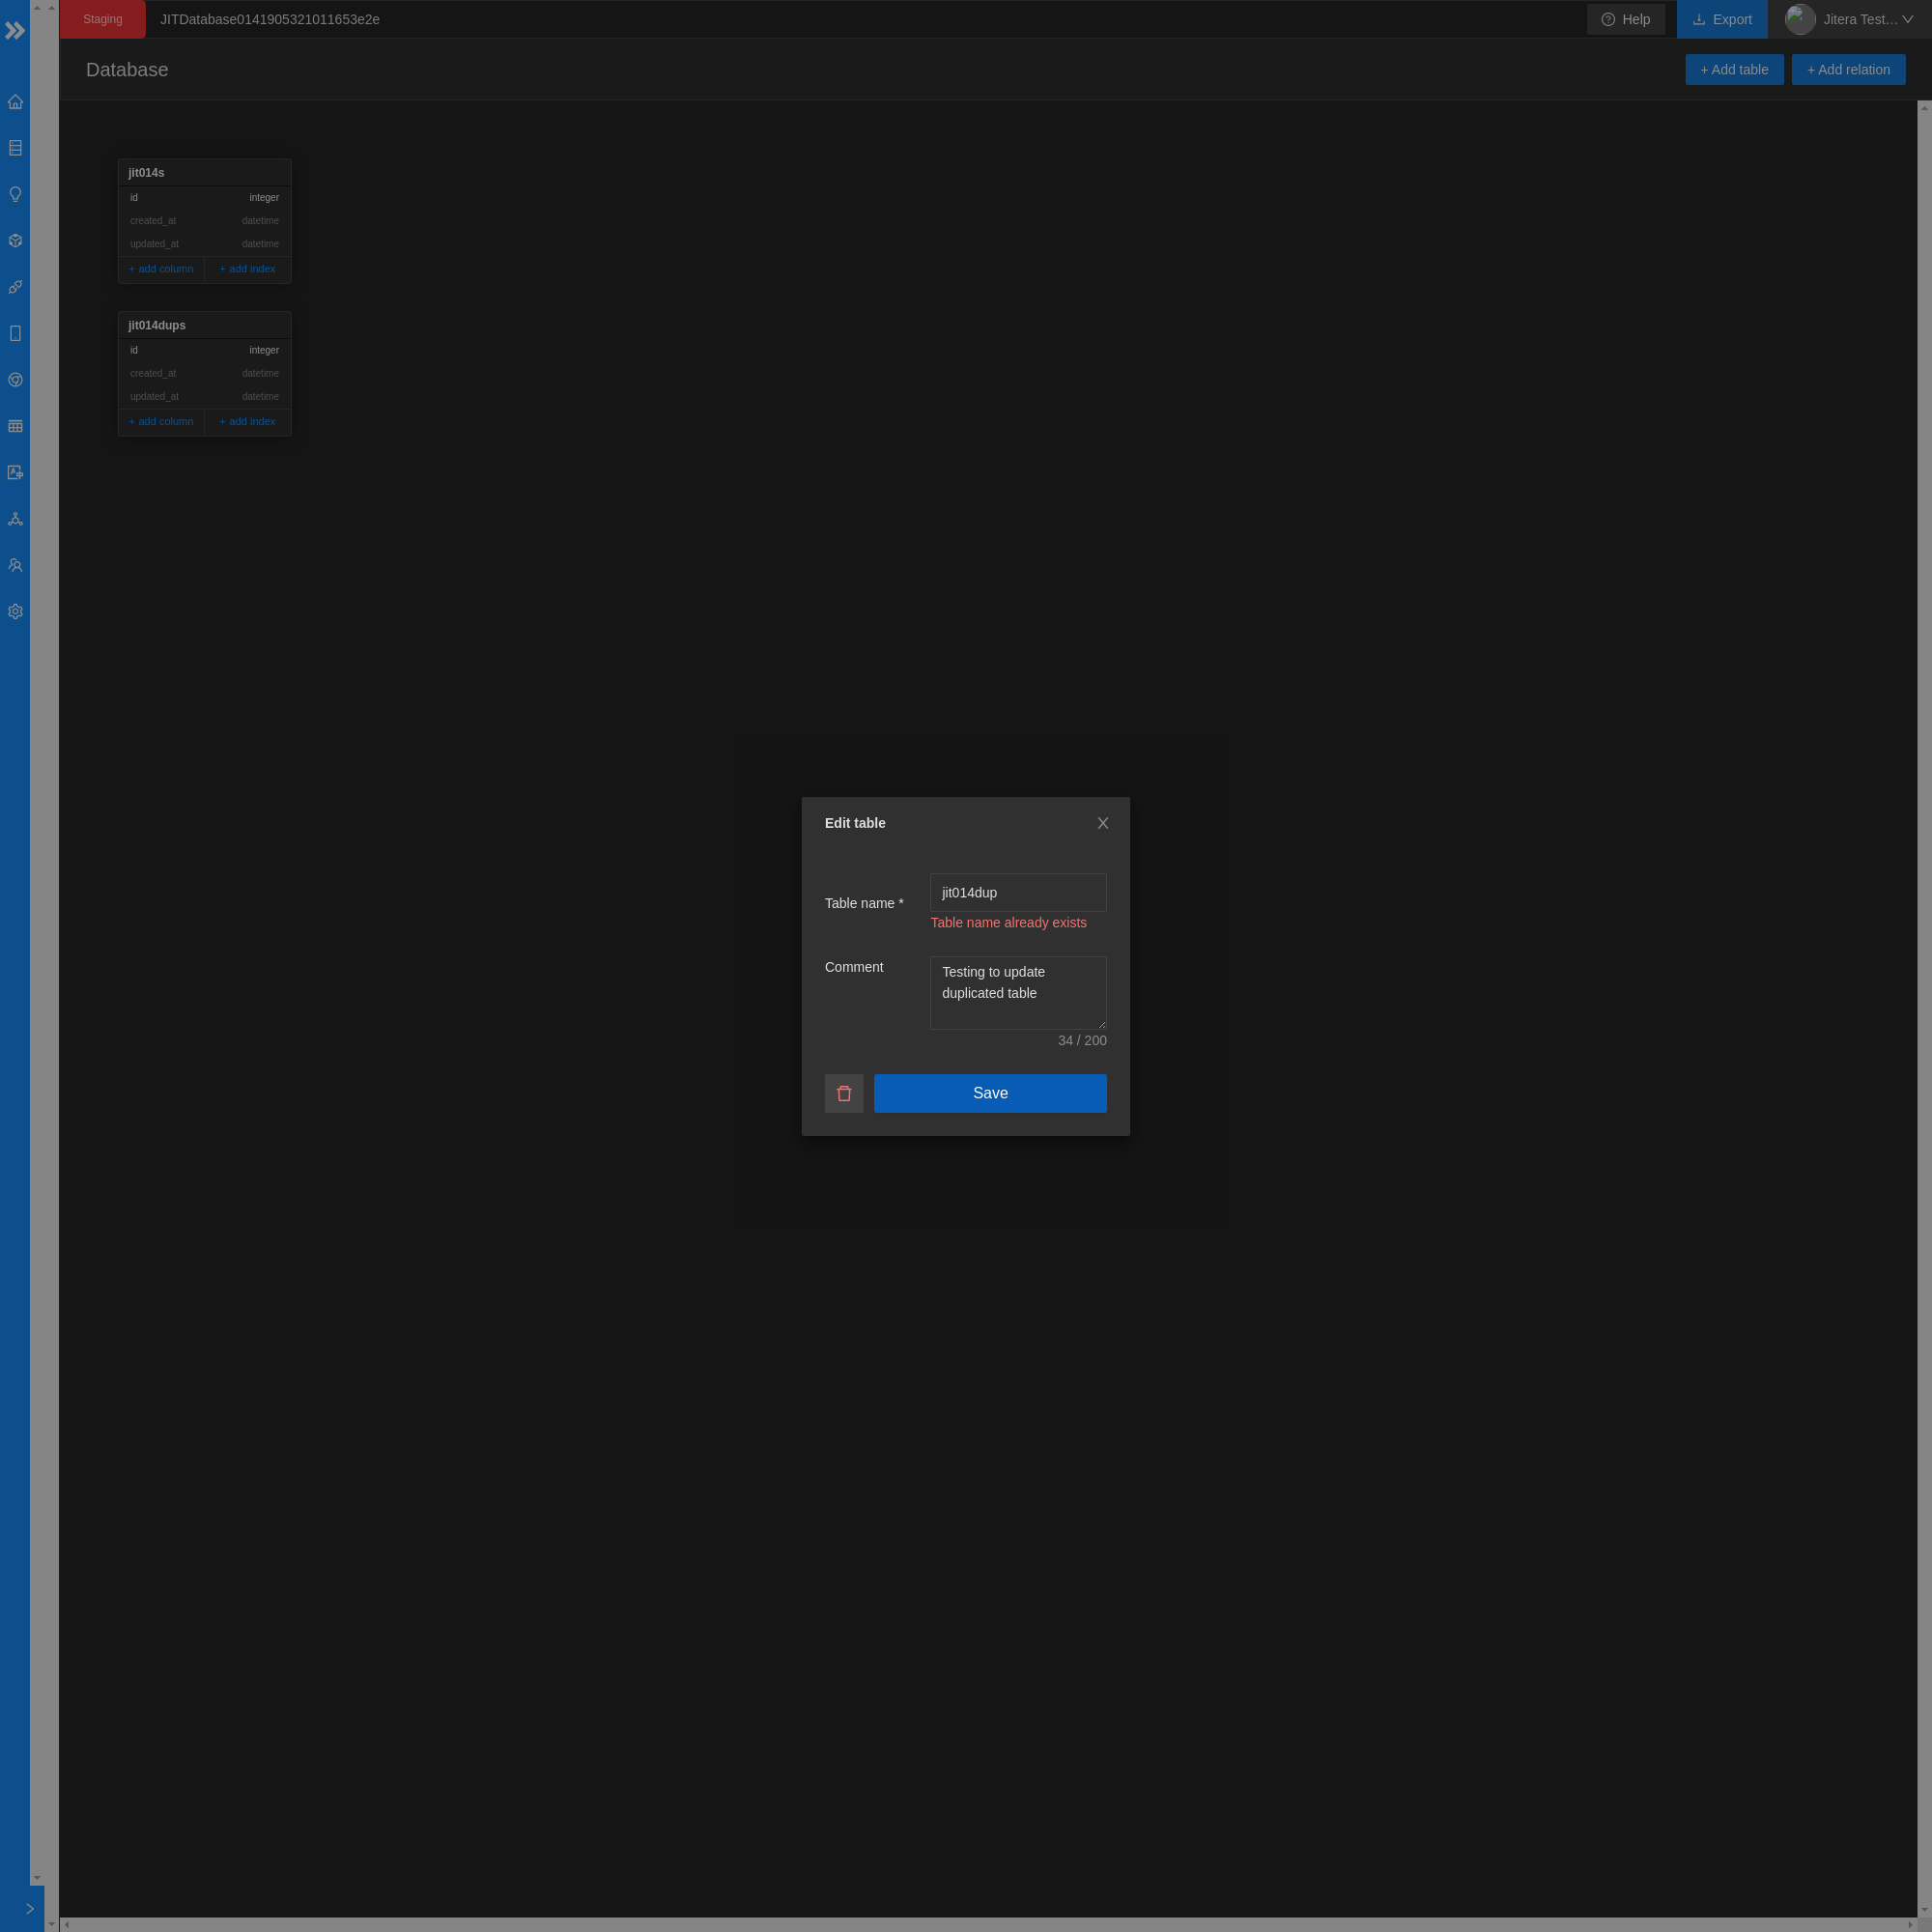 Staging
JITDatabase0141905321011653e2e
Help
Export
Jitera Test…
Database
+ Add table
+ Add relation
jit014s
id integer
created_at datetime
updated_at datetime
+ add column + add index
jit014dups
id integer
created_at datetime
updated_at datetime
+ add column + add index
Edit table
Table name *
jit014dup
Table name already exists
Comment
Testing to update
duplicated table
34 / 200
Save